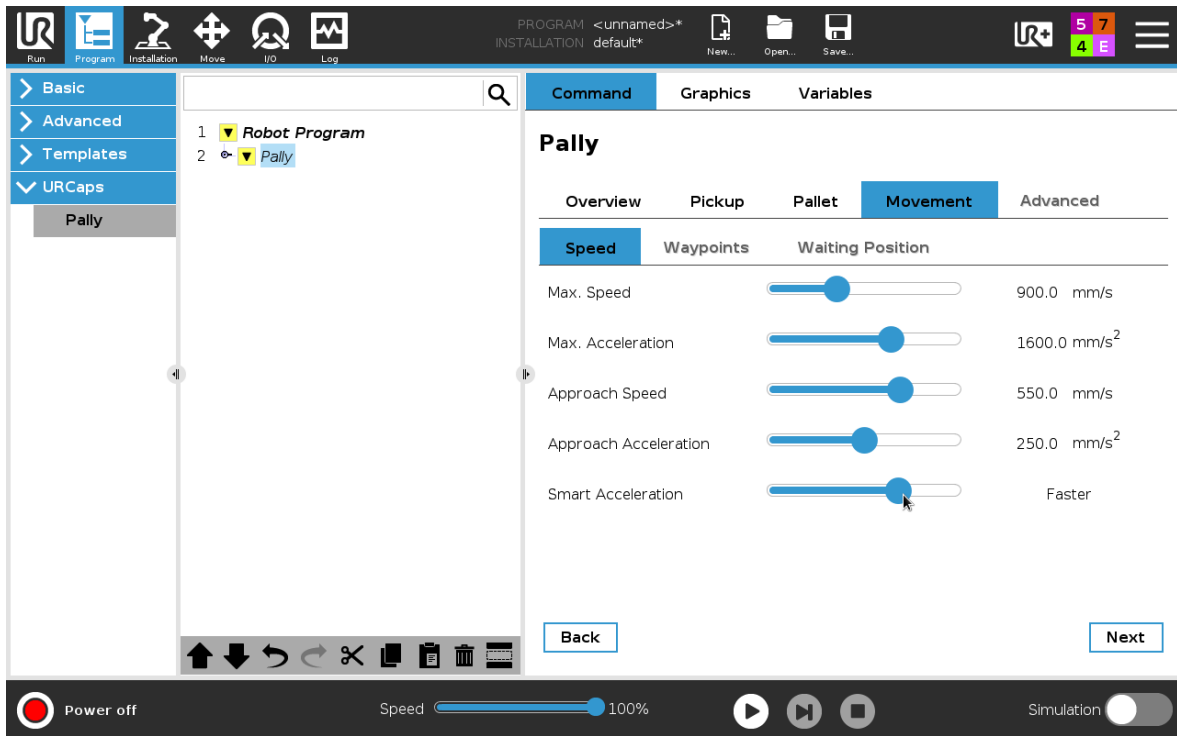 UR
Run
Program
Installation
Move
I/O
Log
PROGRAM <unnamed>*
INSTALLATION default*
New...
Open...
Save...
UR+
5 7
4 E
Basic
Advanced
Templates
URCaps
Pally
1 Robot Program
2 Pally
Command Graphics Variables
Pally
Overview Pickup Pallet Movement Advanced
Speed Waypoints Waiting Position
Max. Speed 900.0 mm/s
Max. Acceleration 1600.0 mm/s²
Approach Speed 550.0 mm/s
Approach Acceleration 250.0 mm/s²
Smart Acceleration Faster
Back Next
Power off
Speed 100%
Simulation